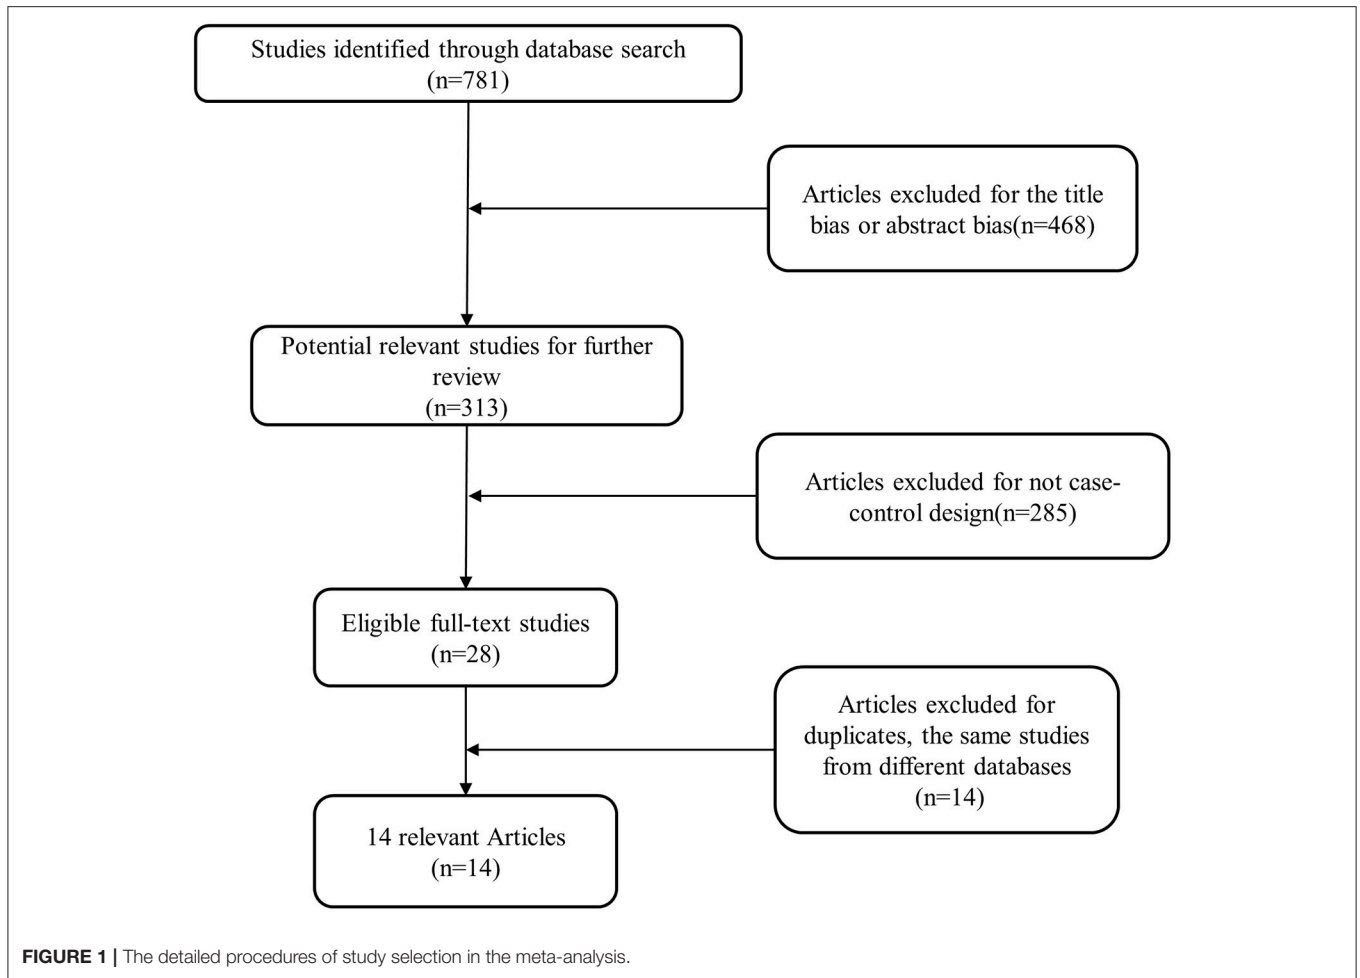 Studies identified through database search
(n=781)
Articles excluded for the title
bias or abstract bias(n=468)
Potential relevant studies for further
review
(n=313)
Articles excluded for not case-
control design(n=285)
Eligible full-text studies
(n=28)
Articles excluded for
duplicates, the same studies
from different databases
(n=14)
14 relevant Articles
(n=14)
FIGURE 1 | The detailed procedures of study selection in the meta-analysis.